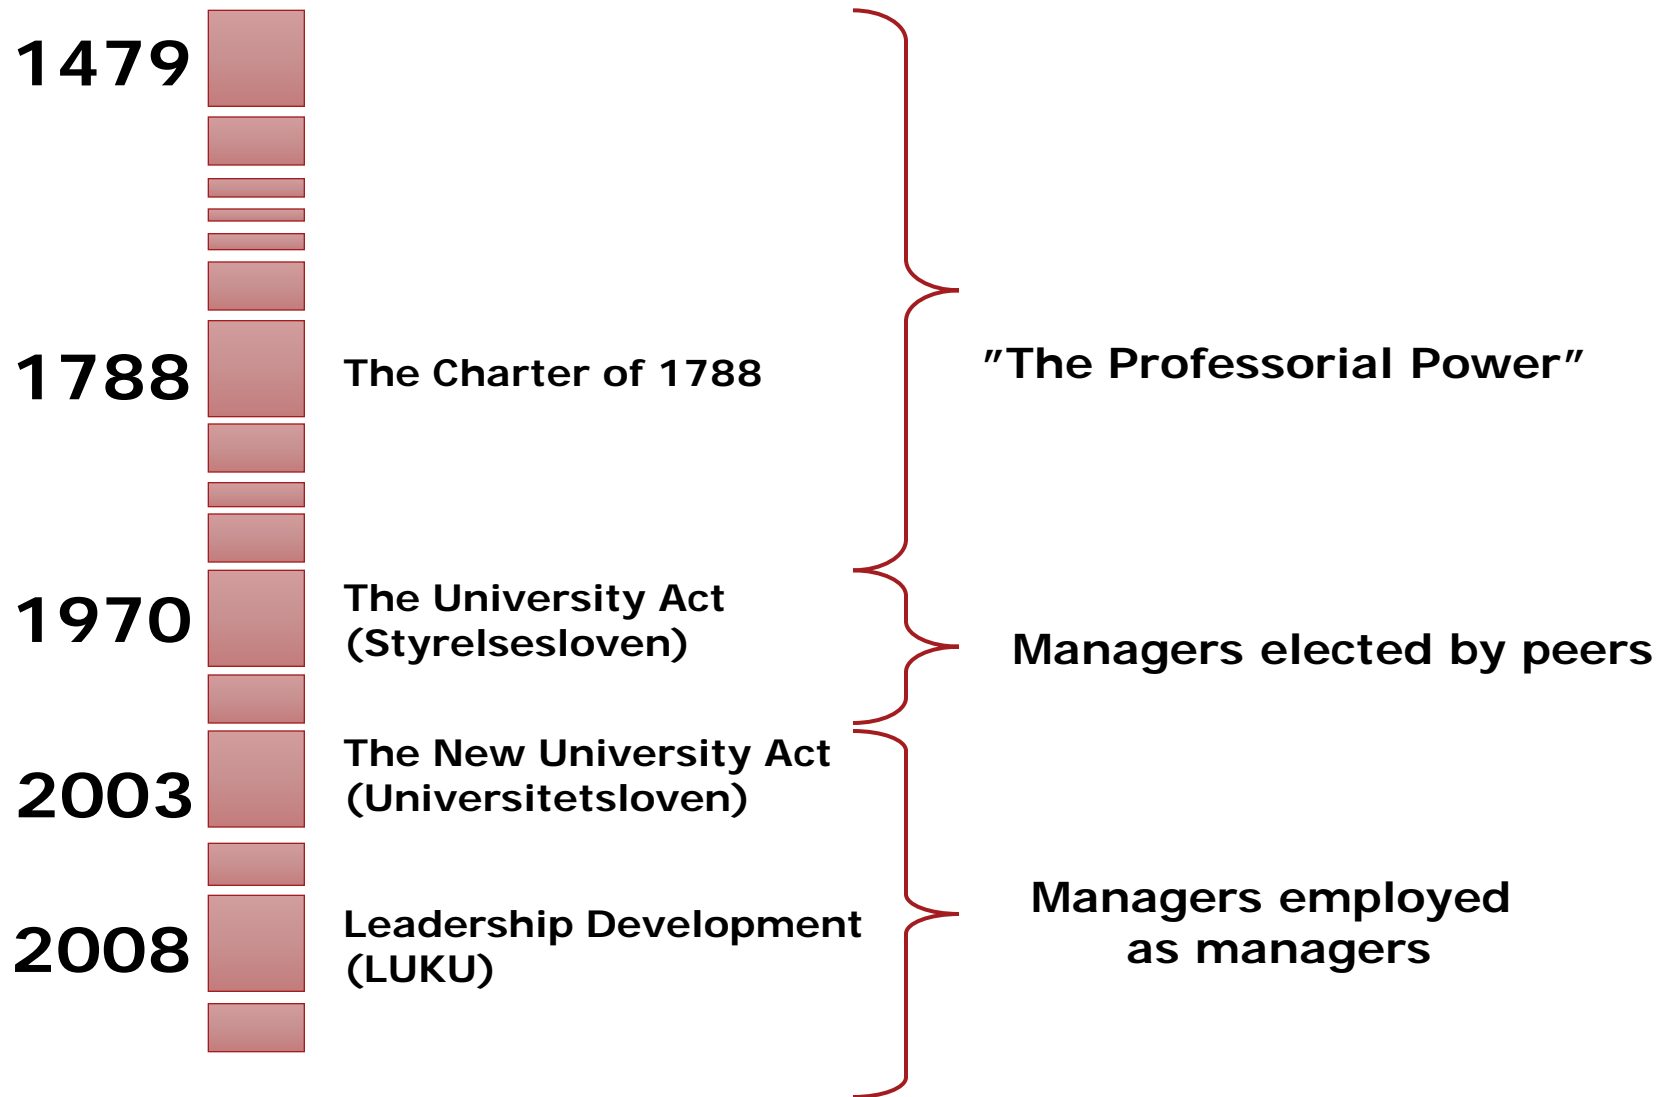 1479
1788
The Charter of 1788
”The Professorial Power”
1970
The University Act
(Styrelsesloven)
Managers elected by peers
2003
The New University Act
(Universitetsloven)
2008
Leadership Development
(LUKU)
Managers employed
as managers